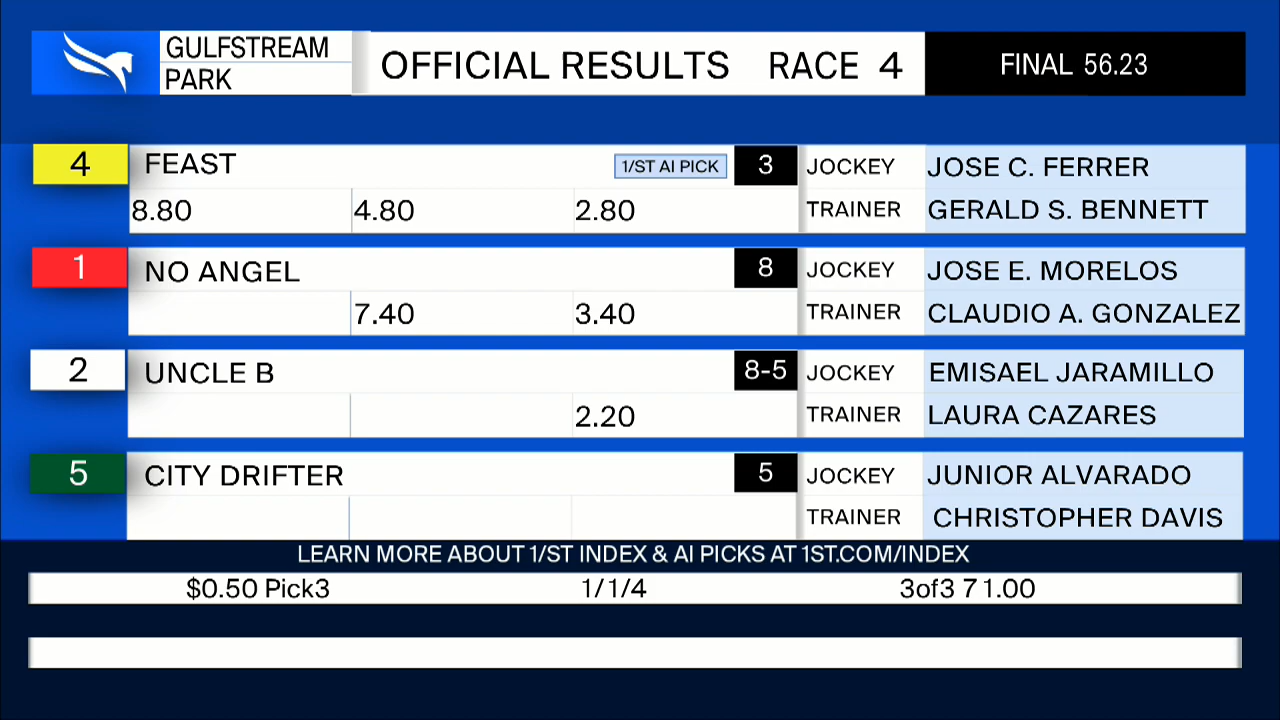 GULFSTREAM
PARK
OFFICIAL RESULTS RACE 4
FINAL 56.23
4 FEAST 1/ST AI PICK 3 JOCKEY JOSE C. FERRER
8.80 4.80 2.80 TRAINER GERALD S. BENNETT
1 NO ANGEL 8 JOCKEY JOSE E. MORELOS
7.40 3.40 TRAINER CLAUDIO A. GONZALEZ
2 UNCLE B 8-5 JOCKEY EMISAEL JARAMILLO
2.20 TRAINER LAURA CAZARES
5 CITY DRIFTER 5 JOCKEY JUNIOR ALVARADO
TRAINER CHRISTOPHER DAVIS
LEARN MORE ABOUT 1/ST INDEX & AI PICKS AT 1ST.COM/INDEX
$0.50 Pick3 1/1/4 3of3 71.00